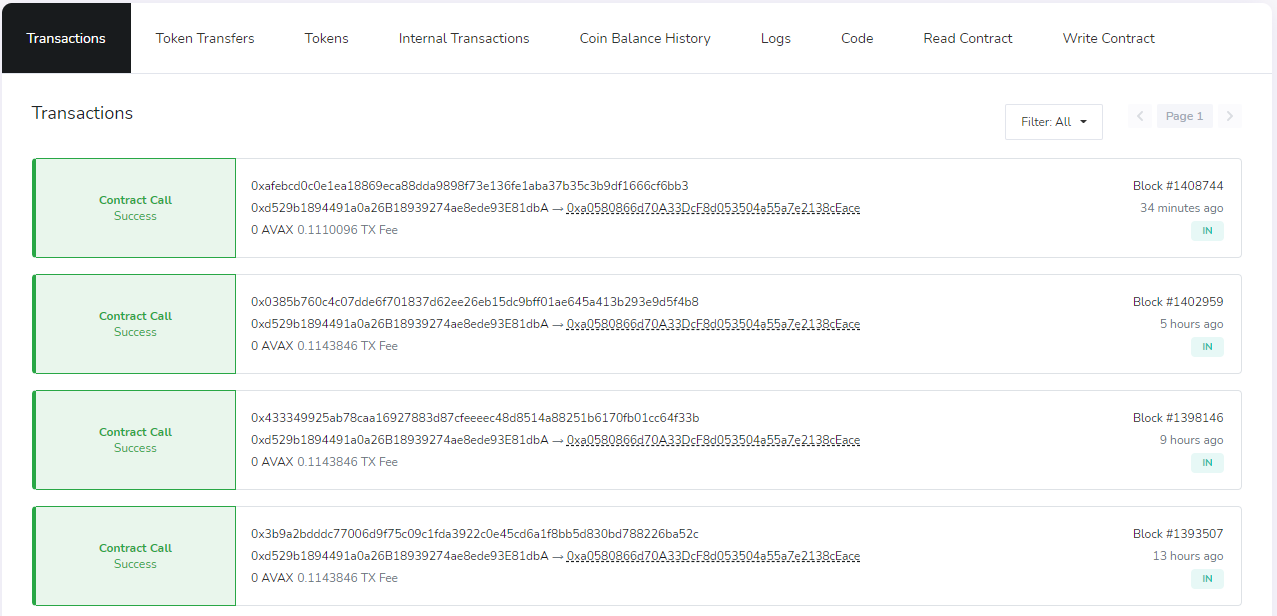 Transactions Token Transfers Tokens Internal Transactions Coin Balance History Logs Code Read Contract Write Contract
Transactions
Filter: All
Page 1
Contract Call
Success
0xafebcd0c0e1ea18869eca88dda9898f73e136fe1aba37b35c3b9df1666cf6bb3
0xd529b1894491a0a26B18939274ae8ede93E81dbA → 0xa0580866d70A33DcF8d053504a55a7e2138cEace
0 AVAX 0.1110096 TX Fee
Block #1408744
34 minutes ago
IN
Contract Call
Success
0x0385b760c4c07dde6f701837d62ee26eb15dc9bff01ae645a413b293e9d5f4b8
0xd529b1894491a0a26B18939274ae8ede93E81dbA → 0xa0580866d70A33DcF8d053504a55a7e2138cEace
0 AVAX 0.1143846 TX Fee
Block #1402959
5 hours ago
IN
Contract Call
Success
0x433349925ab78caa16927883d87cfeeeec48d8514a88251b6170fb01cc64f33b
0xd529b1894491a0a26B18939274ae8ede93E81dbA → 0xa0580866d70A33DcF8d053504a55a7e2138cEace
0 AVAX 0.1143846 TX Fee
Block #1398146
9 hours ago
IN
Contract Call
Success
0x3b9a2bdddc77006d9f75c09c1fda3922c0e45cd6a1f8bb5d830bd788226ba52c
0xd529b1894491a0a26B18939274ae8ede93E81dbA → 0xa0580866d70A33DcF8d053504a55a7e2138cEace
0 AVAX 0.1143846 TX Fee
Block #1393507
13 hours ago
IN